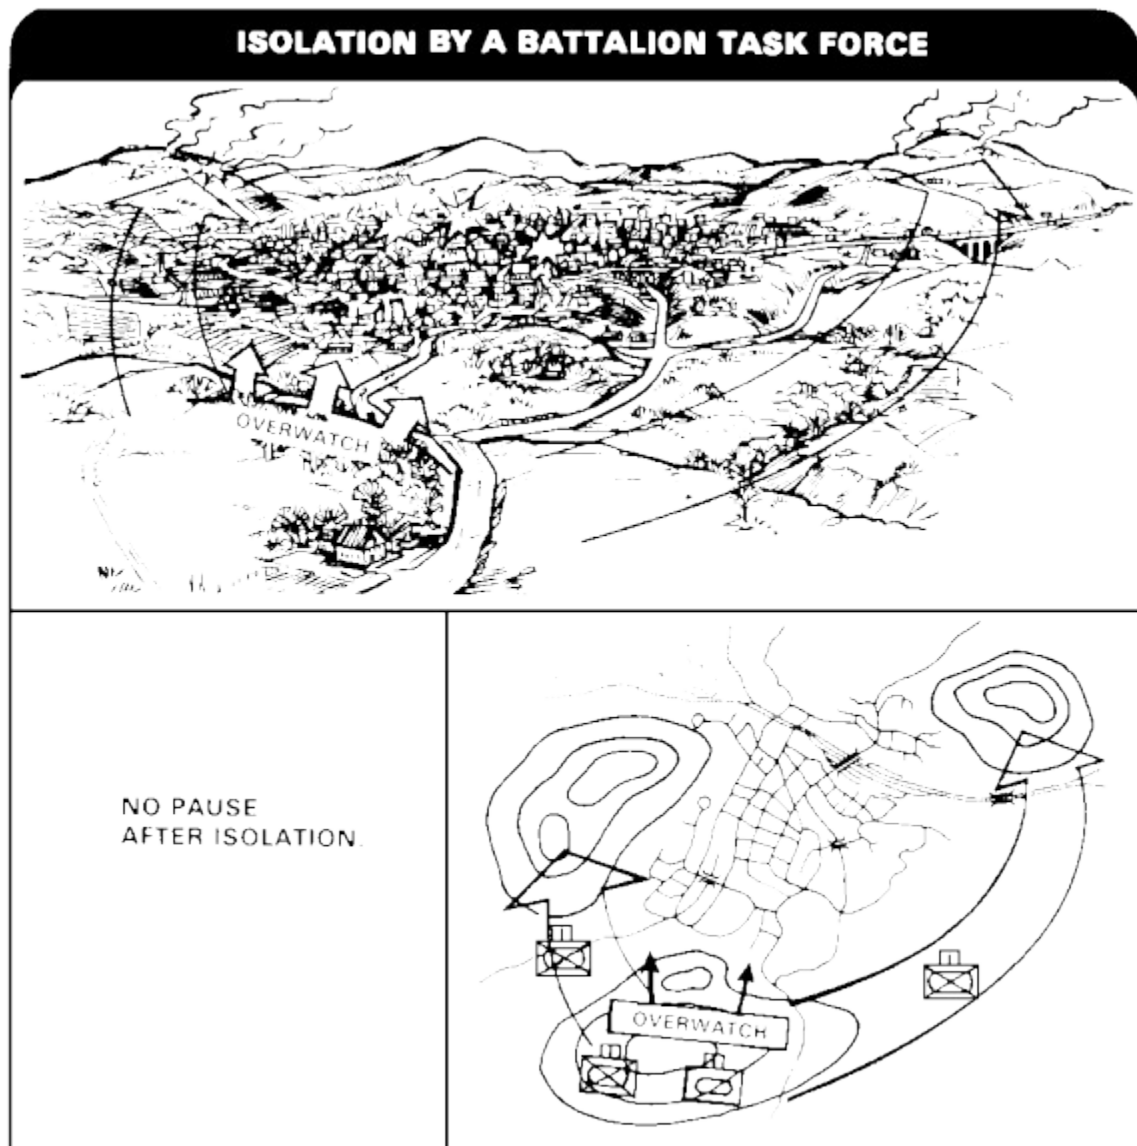 ISOLATION BY A BATTALION TASK FORCE
OVERWATCH
NO PAUSE
AFTER ISOLATION.
OVERWATCH